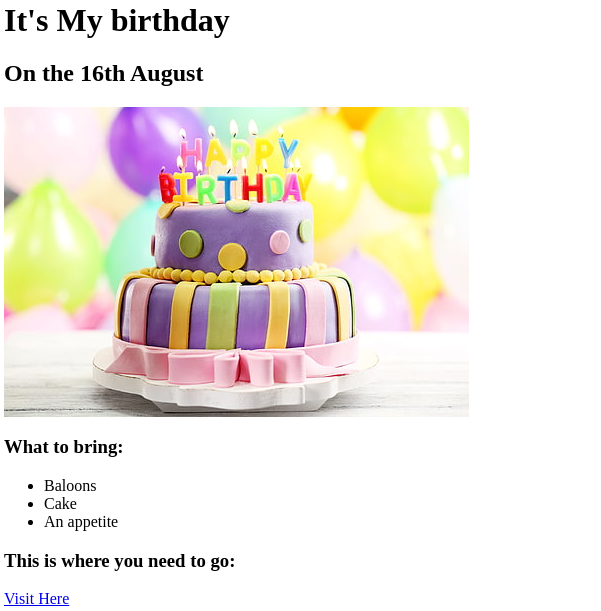 It's My birthday
On the 16th August
HAPPY
BIRTHDAY
What to bring:
Baloons
Cake
An appetite
This is where you need to go:
Visit Here